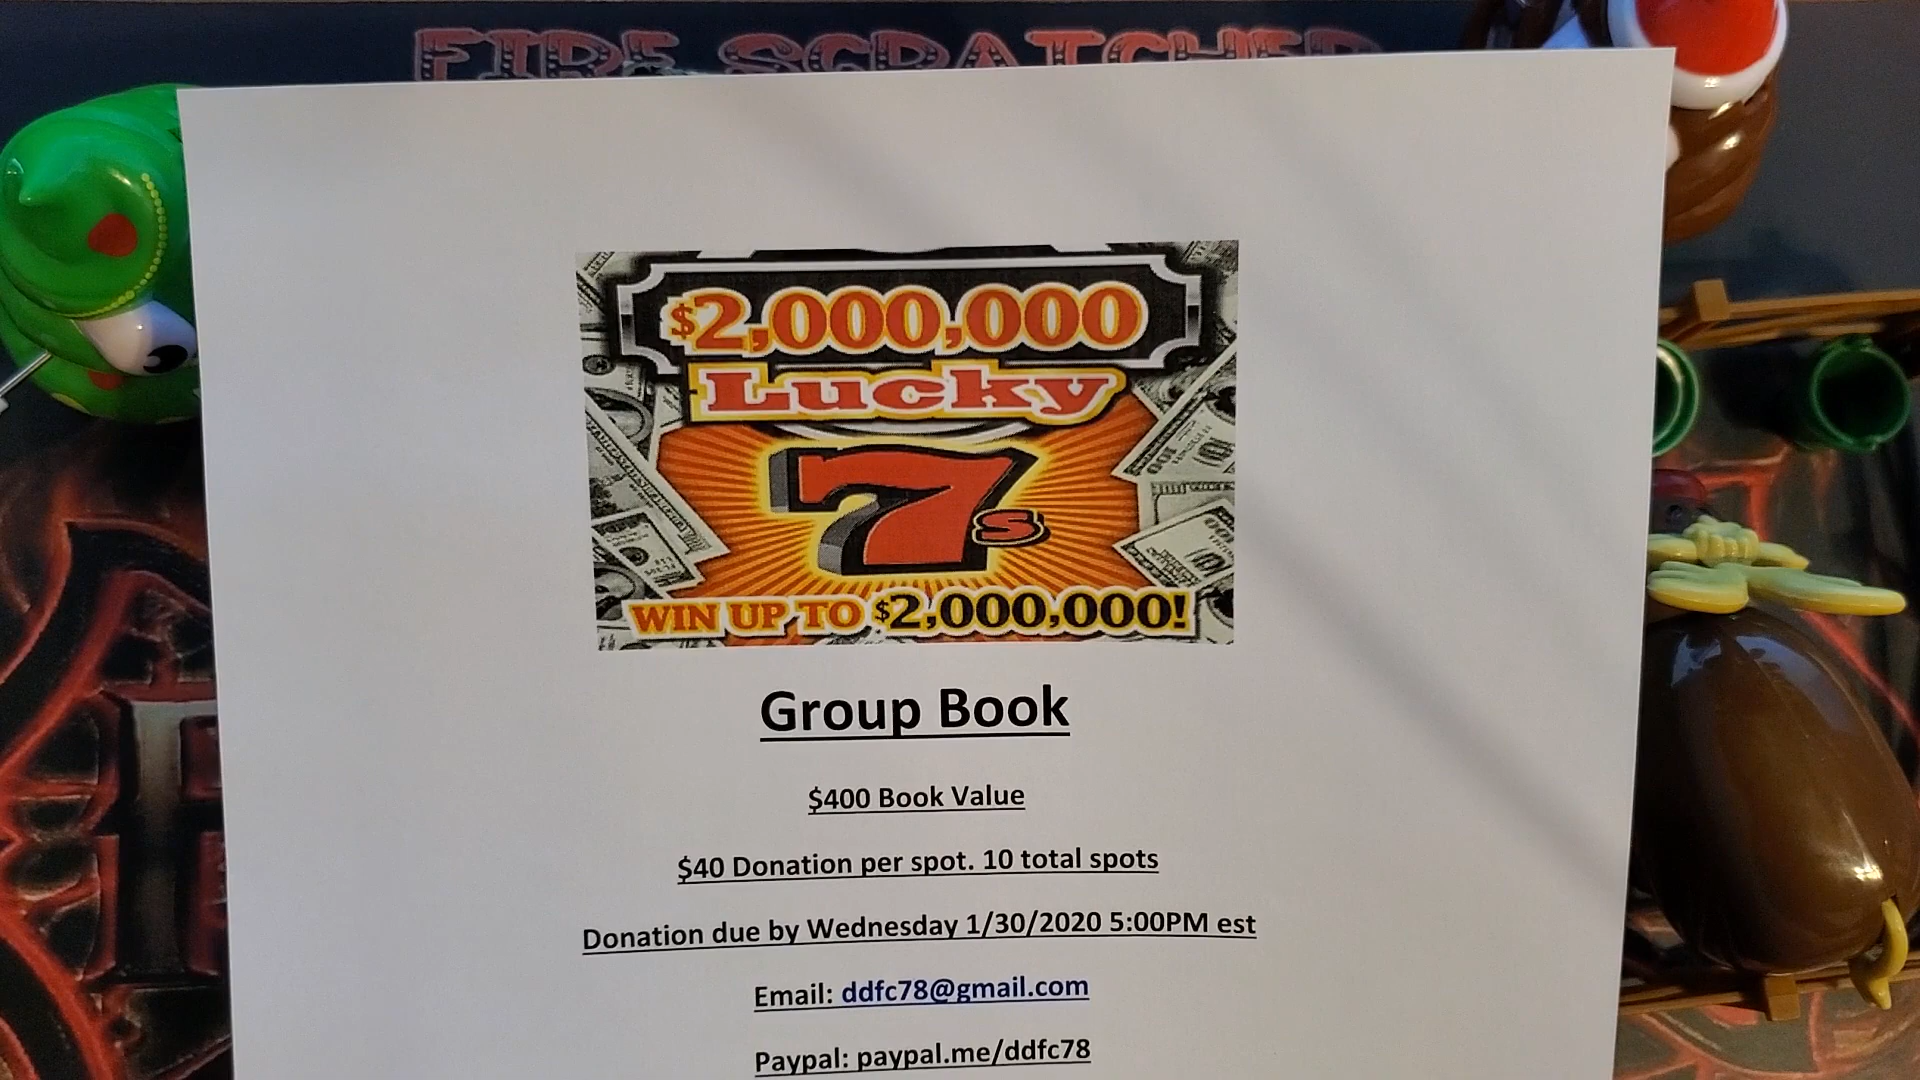 FIRE SCRATCHER
$2,000,000
Lucky
7s
WIN UP TO $2,000,000!
Group Book
$400 Book Value
$40 Donation per spot. 10 total spots
Donation due by Wednesday 1/30/2020 5:00PM est
Email: ddfc78@gmail.com
Paypal: paypal.me/ddfc78